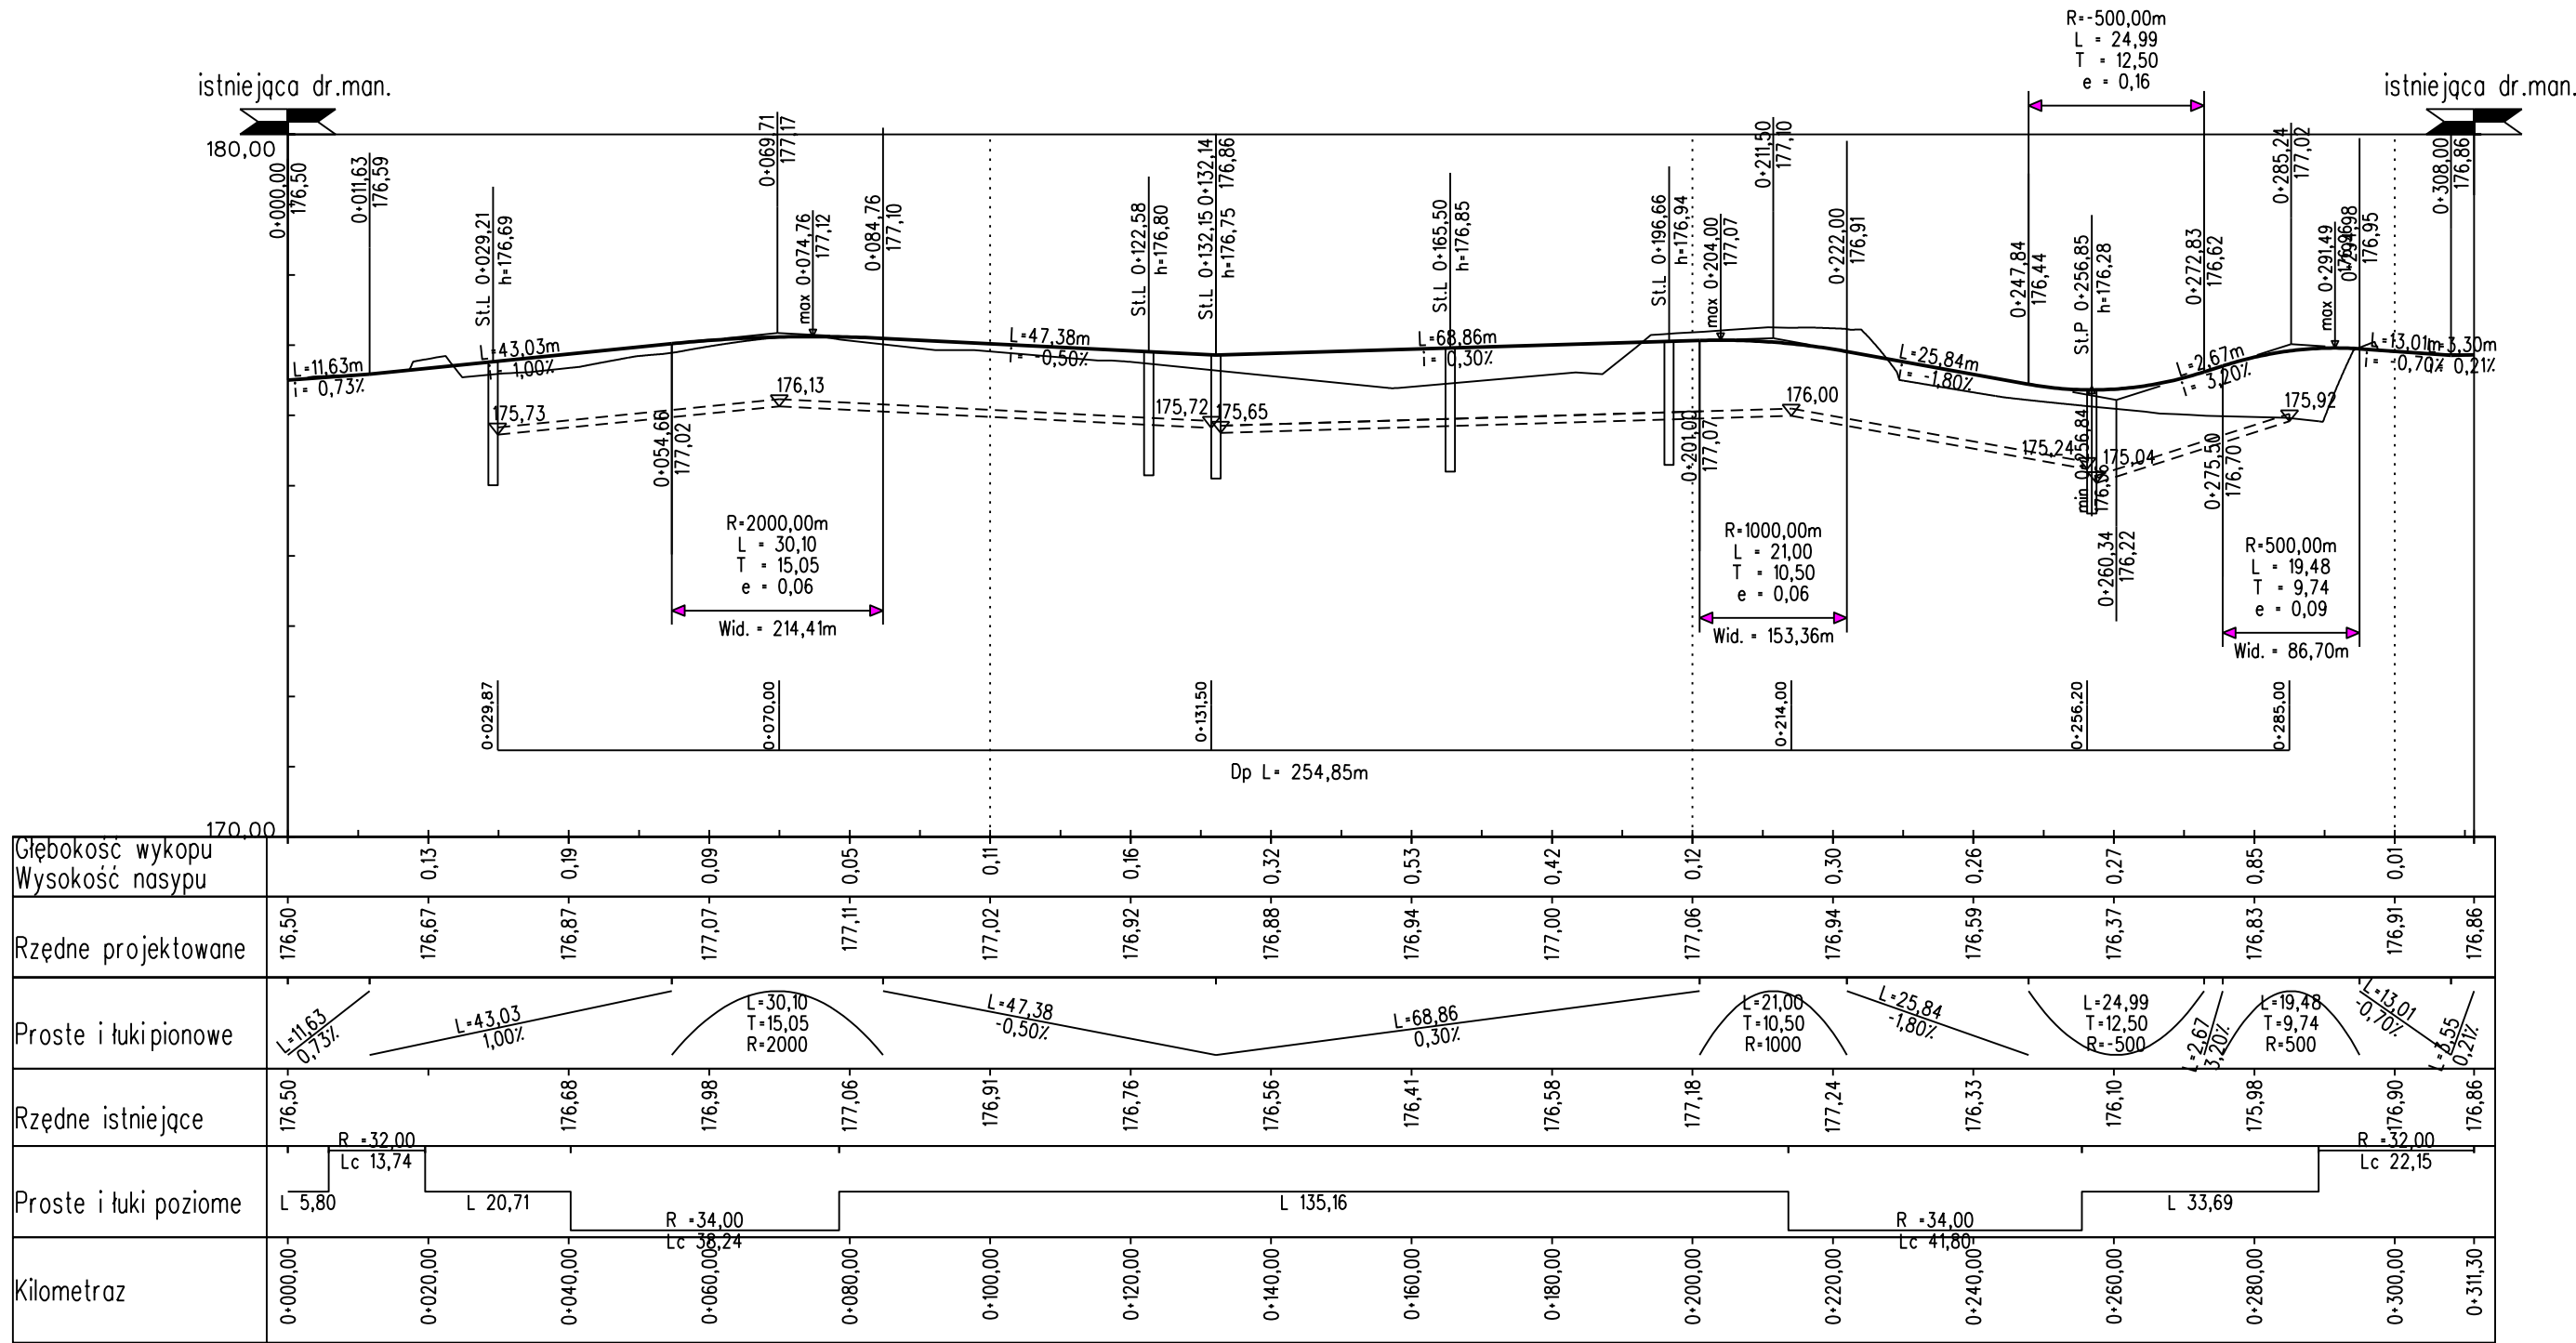 R=-500,00m
L = 24,99
T = 12,50
e = 0,16
istniejąca dr.man.
istniejąca dr.man.
180,00
0+000,00
176,50
0+011,63
176,59
St.L 0+029,21
h=176,69
0+069,71
177,17
max 0+074,76
177,12
0+084,76
177,10
St.L 0+122,58
h=176,80
St.L 0+132,15
h=176,75
0+132,14
176,86
St.L 0+165,50
h=176,85
St.L 0+196,66
h=176,94
max 0+204,00
177,07
0+211,50
177,10
0+222,00
176,91
0+247,84
176,44
St.P 0+256,85
h=176,28
0+272,83
176,62
0+285,24
177,02
max 0+291,49
176,96
0+294,98
176,95
0+308,00
176,86
L=11,63m
i= 0,73%
L=43,03m
i= 1,00%
L=47,38m
i= -0,50%
L=68,86m
i= 0,30%
L=25,84m
i= -1,80%
L=2,67m
i= 3,20%
L=13,01m
i= -0,70%
L=3,30m
i= 0,21%
175,73
176,13
175,72
175,65
176,00
175,24
175,04
175,92
0+054,66
177,02
0+201,00
177,07
min 0+256,84
0+260,34
176,22
0+275,50
176,70
R=2000,00m
L = 30,10
T = 15,05
e = 0,06
Wid. = 214,41m
R=1000,00m
L = 21,00
T = 10,50
e = 0,06
Wid. = 153,36m
R=500,00m
L = 19,48
T = 9,74
e = 0,09
Wid. = 86,70m
0+029,87
0+070,00
0+131,50
0+214,00
0+256,20
0+285,00
Dp L= 254,85m
170,00
Głębokość wykopu
Wysokość nasypu
0,13 0,19 0,09 0,05 0,11 0,16 0,32 0,53 0,42 0,12 0,30 0,26 0,27 0,85 0,01
Rzędne projektowane
176,50 176,67 176,87 177,07 177,11 177,02 176,92 176,88 176,94 177,00 177,06 176,94 176,59 176,37 176,83 176,91 176,86
Proste i łuki pionowe
L=11,63
0,73%
L=43,03
1,00%
L=30,10
T=15,05
R=2000
L=47,38
-0,50%
L=68,86
0,30%
L=21,00
T=10,50
R=1000
L=25,84
-1,80%
L=24,99
T=12,50
R=-500
L=2,67
3,20%
L=19,48
T=9,74
R=500
L=13,01
-0,70%
L=3,55
0,21%
Rzędne istniejące
176,50 176,68 176,98 177,06 176,91 176,76 176,56 176,41 176,58 177,18 177,24 176,33 176,10 175,98 176,90 176,86
Proste i łuki poziome
L 5,80
R =32,00
Lc 13,74
L 20,71
R =34,00
Lc 38,24
L 135,16
R =34,00
Lc 41,80
L 33,69
R =32,00
Lc 22,15
Kilometraz
0+000,00 0+020,00 0+040,00 0+060,00 0+080,00 0+100,00 0+120,00 0+140,00 0+160,00 0+180,00 0+200,00 0+220,00 0+240,00 0+260,00 0+280,00 0+300,00 0+311,30